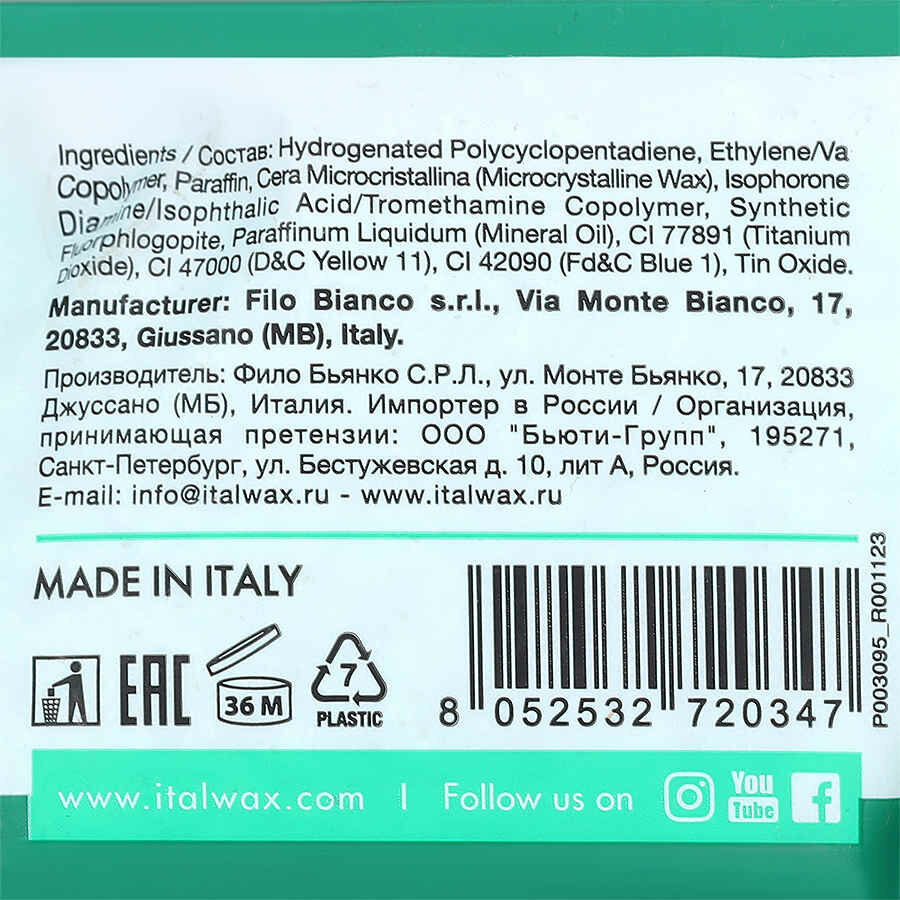 Ingredients / Состав: Hydrogenated Polycyclopentadiene, Ethylene/Va
Copolymer, Paraffin, Cera Microcristallina (Microcrystalline Wax), Isophorone
Diamine/Isophthalic Acid/Tromethamine Copolymer, Synthetic
Fluorphlogopite, Paraffinum Liquidum (Mineral Oil), CI 77891 (Titanium
Dioxide), CI 47000 (D&C Yellow 11), CI 42090 (Fd&C Blue 1), Tin Oxide.
Manufacturer: Filo Bianco s.r.l., Via Monte Bianco, 17,
20833, Giussano (MB), Italy.
Производитель: Фило Бьянко С.Р.Л., ул. Монте Бьянко, 17, 20833
Джуссано (МБ), Италия. Импортер в России / Организация,
принимающая претензии: ООО "Бьюти-Групп", 195271,
Санкт-Петербург, ул. Бестужевская д. 10, лит А, Россия.
E-mail: info@italwax.ru - www.italwax.ru
MADE IN ITALY
EAC
36 M
7
PLASTIC
8 052532 720347
P003095_R001123
www.italwax.com | Follow us on
You
Tube